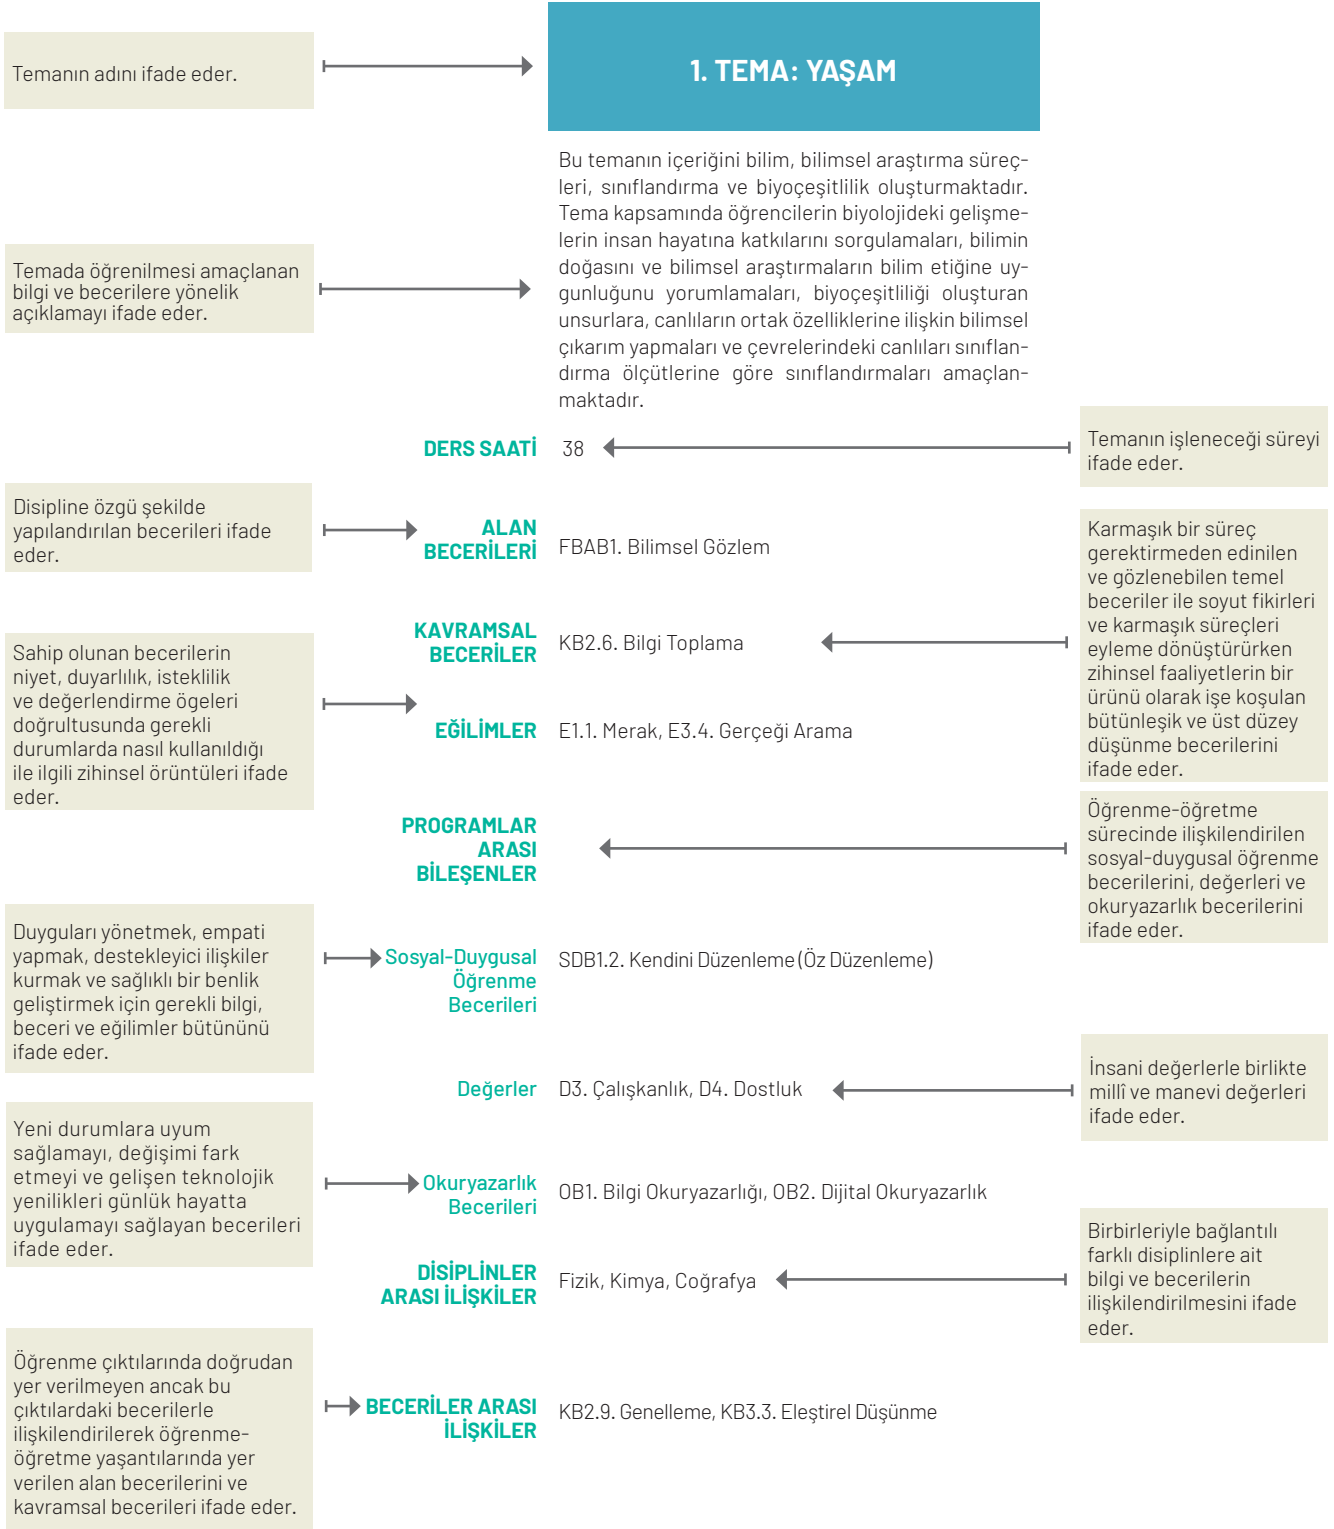 Temanın adını ifade eder.
1. TEMA: YAŞAM
Bu temanın içeriğini bilim, bilimsel araştırma süreç-
leri, sınıflandırma ve biyoçeşitlilik oluşturmaktadır.
Tema kapsamında öğrencilerin biyolojideki gelişme-
lerin insan hayatına katkılarını sorgulamaları, bilimin
doğasını ve bilimsel araştırmaların bilim etiğine uy-
gunluğunu yorumlamaları, biyoçeşitliliği oluşturan
unsurlara, canlıların ortak özelliklerine ilişkin bilimsel
çıkarım yapmaları ve çevrelerindeki canlıları sınıflan-
dırma ölçütlerine göre sınıflandırmaları amaçlan-
maktadır.
Temada öğrenilmesi amaçlanan
bilgi ve becerilere yönelik
açıklamayı ifade eder.
DERS SAATİ 38
Temanın işleneceği süreyi
ifade eder.
Disipline özgü şekilde
yapılandırılan becerileri ifade
eder.
ALAN
BECERİLERİ
FBAB1. Bilimsel Gözlem
Karmaşık bir süreç
gerektirmeden edinilen
ve gözlenebilen temel
beceriler ile soyut fikirleri
ve karmaşık süreçleri
eyleme dönüştürürken
zihinsel faaliyetlerin bir
ürünü olarak işe koşulan
bütünleşik ve üst düzey
düşünme becerilerini
ifade eder.
KAVRAMSAL
BECERİLER
KB2.6. Bilgi Toplama
Sahip olunan becerilerin
niyet, duyarlılık, isteklilik
ve değerlendirme ögeleri
doğrultusunda gerekli
durumlarda nasıl kullanıldığı
ile ilgili zihinsel örüntüleri ifade
eder.
EĞİLİMLER E1.1. Merak, E3.4. Gerçeği Arama
PROGRAMLAR
ARASI
BİLEŞENLER
Öğrenme-öğretme
sürecinde ilişkilendirilen
sosyal-duygusal öğrenme
becerilerini, değerleri ve
okuryazarlık becerilerini
ifade eder.
Duyguları yönetmek, empati
yapmak, destekleyici ilişkiler
kurmak ve sağlıklı bir benlik
geliştirmek için gerekli bilgi,
beceri ve eğilimler bütününü
ifade eder.
Sosyal-Duygusal
Öğrenme
Becerileri
SDB1.2. Kendini Düzenleme (Öz Düzenleme)
Değerler D3. Çalışkanlık, D4. Dostluk
İnsani değerlerle birlikte
millî ve manevi değerleri
ifade eder.
Yeni durumlara uyum
sağlamayı, değişimi fark
etmeyi ve gelişen teknolojik
yenilikleri günlük hayatta
uygulamayı sağlayan becerileri
ifade eder.
Okuryazarlık
Becerileri
OB1. Bilgi Okuryazarlığı, OB2. Dijital Okuryazarlık
DİSİPLİNLER
ARASI İLİŞKİLER
Fizik, Kimya, Coğrafya
Birbirleriyle bağlantılı
farklı disiplinlere ait
bilgi ve becerilerin
ilişkilendirilmesini ifade
eder.
Öğrenme çıktılarında doğrudan
yer verilmeyen ancak bu
çıktılardaki becerilerle
ilişkilendirilerek öğrenme-
öğretme yaşantılarında yer
verilen alan becerilerini ve
kavramsal becerileri ifade eder.
BECERİLER ARASI
İLİŞKİLER
KB2.9. Genelleme, KB3.3. Eleştirel Düşünme